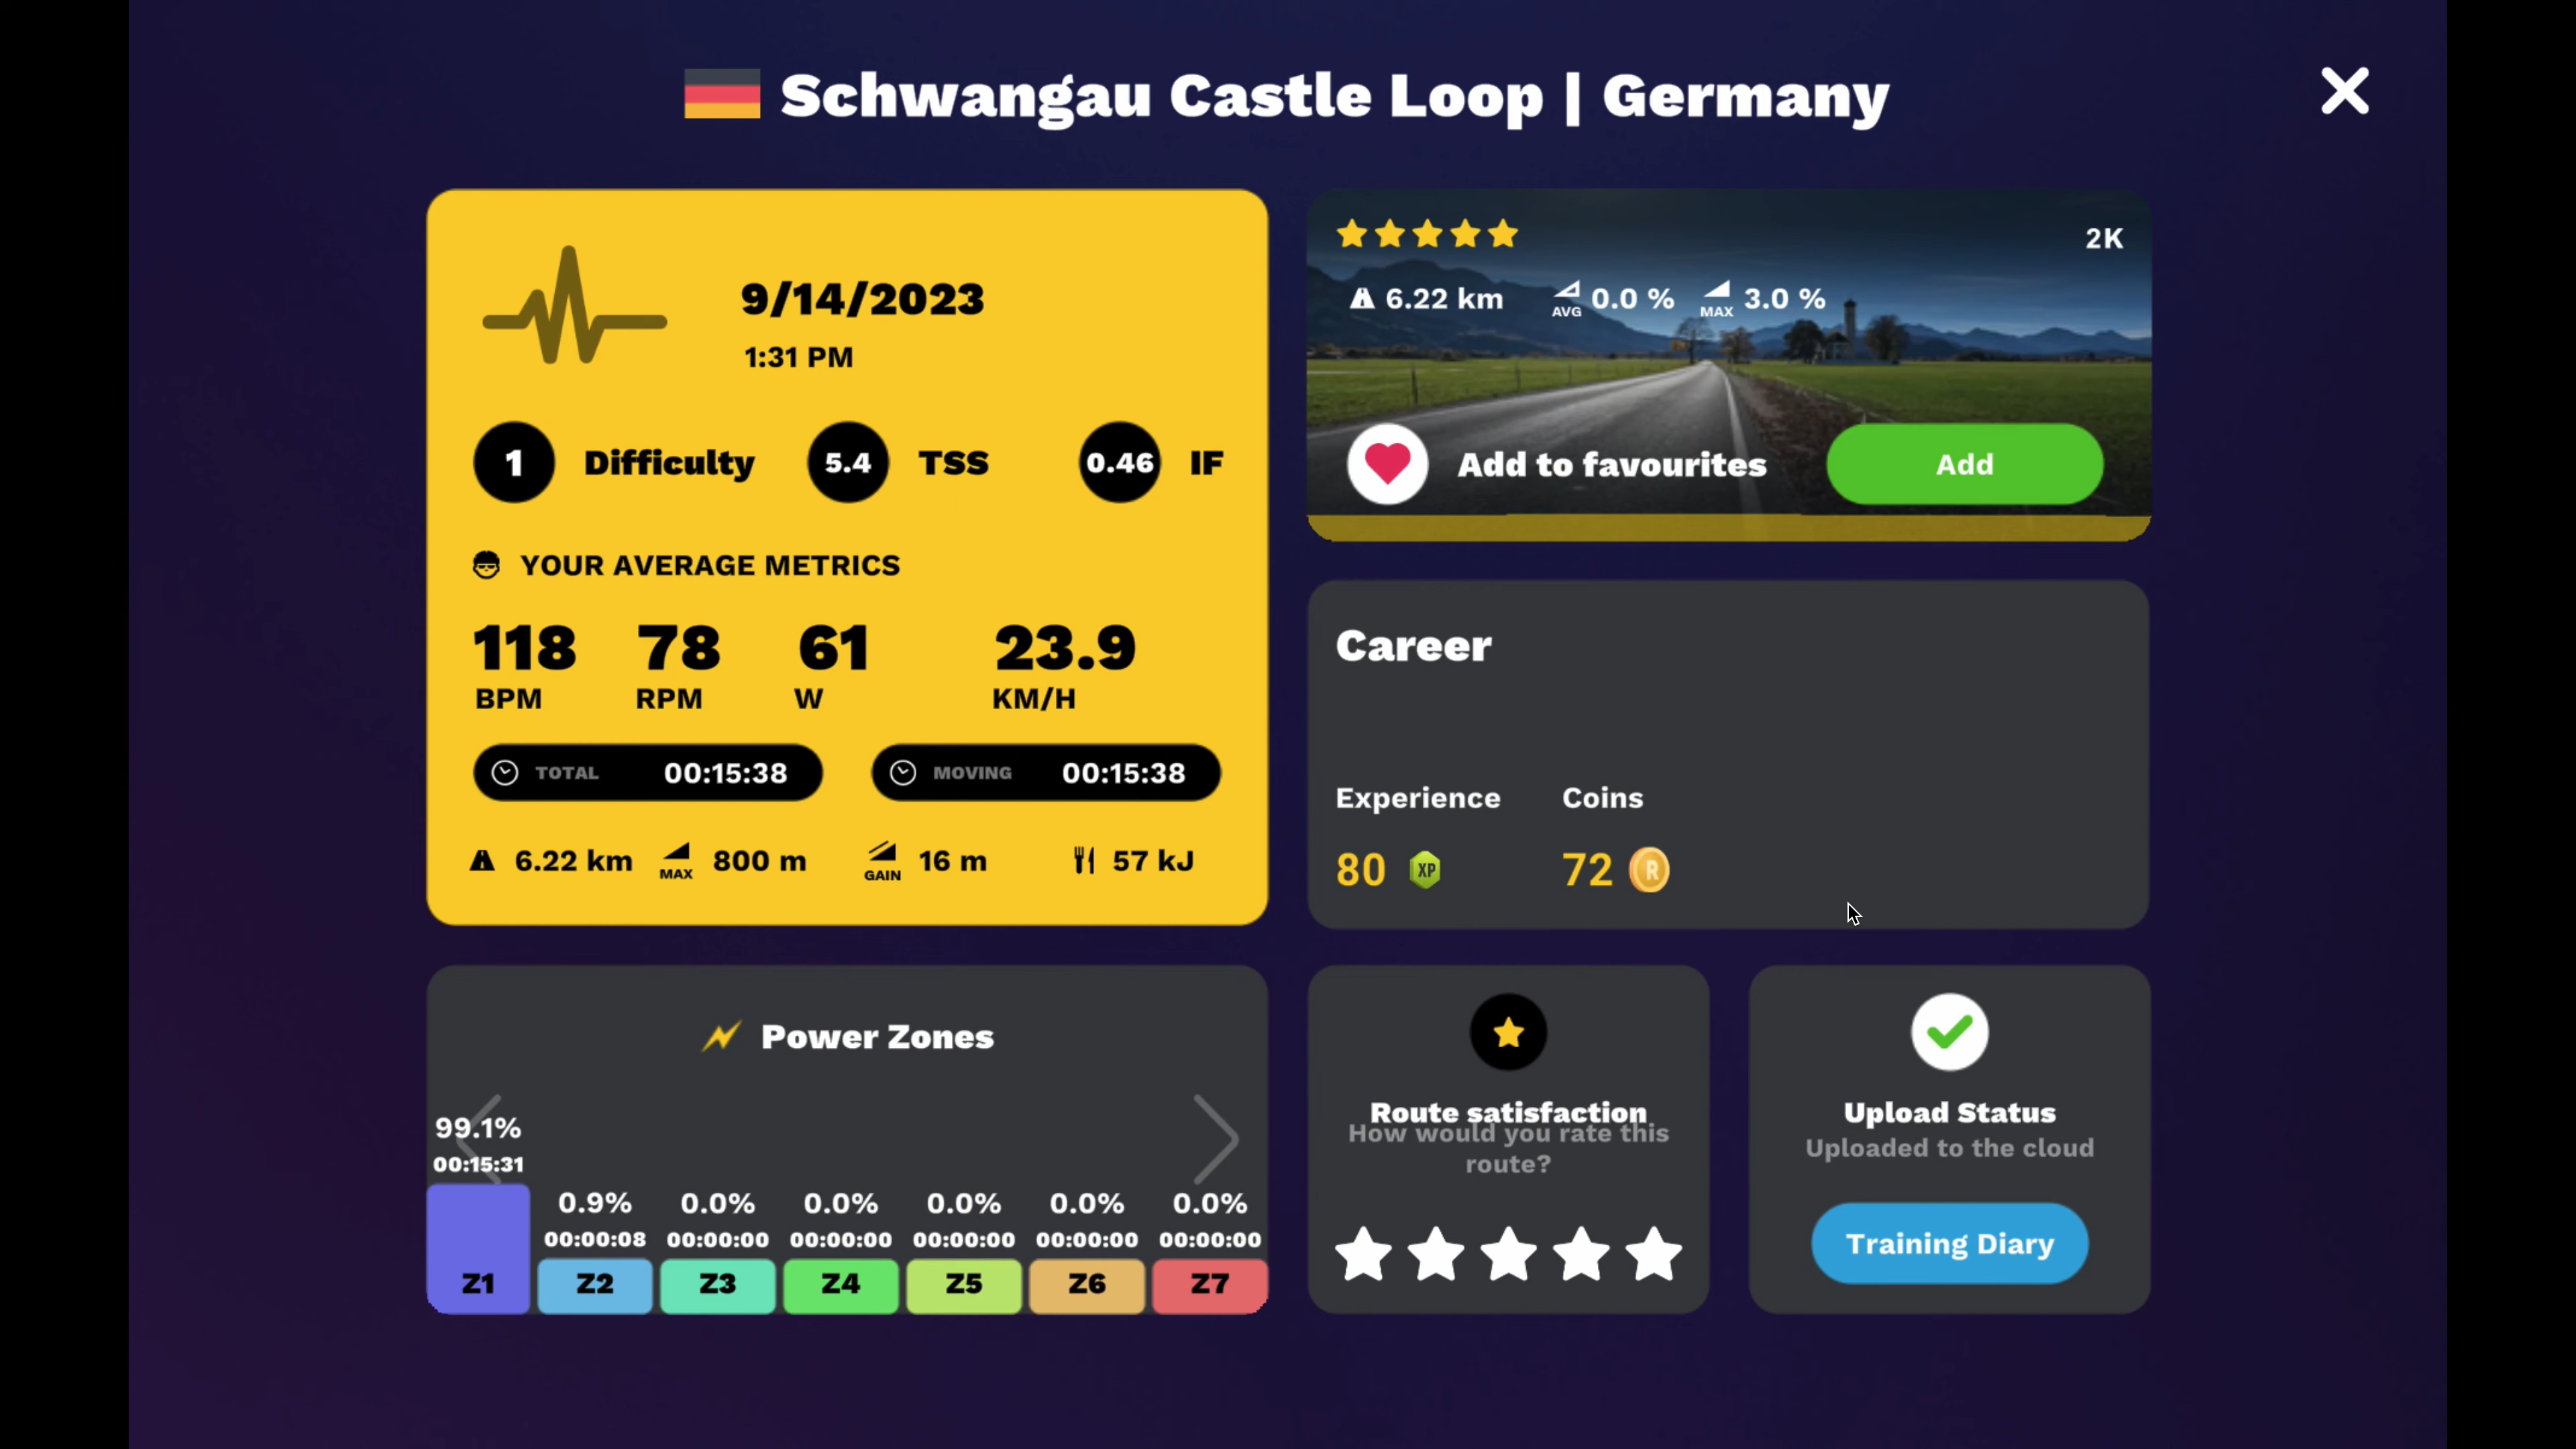 Schwangau Castle Loop | Germany
9/14/2023
1:31 PM
1 Difficulty 5.4 TSS 0.46 IF
YOUR AVERAGE METRICS
118 78 61 23.9
BPM RPM W KM/H
TOTAL 00:15:38 MOVING 00:15:38
6.22 km MAX 800 m GAIN 16 m 57 kJ
2K
6.22 km AVG 0.0 % MAX 3.0 %
Add to favourites Add
Career
Experience Coins
80 XP 72 R
Power Zones
99.1%
00:15:31
0.9% 0.0% 0.0% 0.0% 0.0% 0.0%
00:00:08 00:00:00 00:00:00 00:00:00 00:00:00 00:00:00
Z1 Z2 Z3 Z4 Z5 Z6 Z7
Route satisfaction
How would you rate this
route?
Upload Status
Uploaded to the cloud
Training Diary